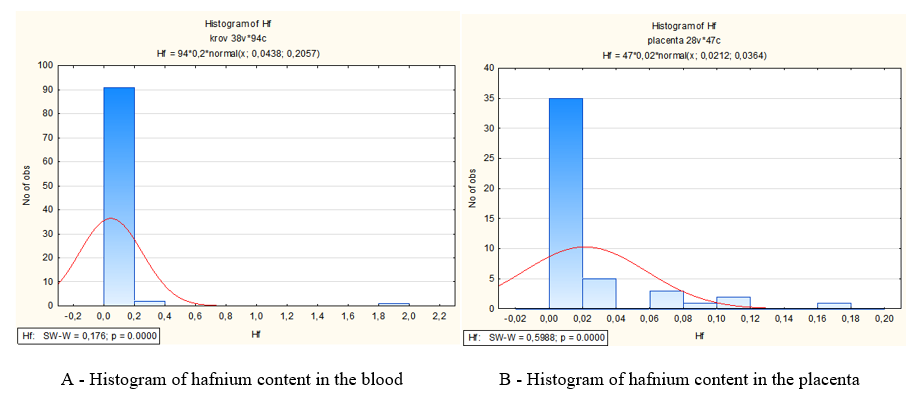 Histogram of Hf
krov 38v*94c
Hf = 94*0,2*normal(x; 0,0438; 0,2057)
100
90
80
70
60
50
40
30
20
10
0
No of obs
-0,2 0,0 0,2 0,4 0,6 0,8 1,0 1,2 1,4 1,6 1,8 2,0 2,2
Hf
Hf: SW-W = 0,176; p = 0.0000
A - Histogram of hafnium content in the blood
Histogram of Hf
placenta 28v*47c
Hf = 47*0,02*normal(x; 0,0212; 0,0364)
40
35
30
25
20
15
10
5
0
No of obs
-0,02 0,00 0,02 0,04 0,06 0,08 0,10 0,12 0,14 0,16 0,18 0,20
Hf
Hf: SW-W = 0,5988; p = 0.0000
B - Histogram of hafnium content in the placenta